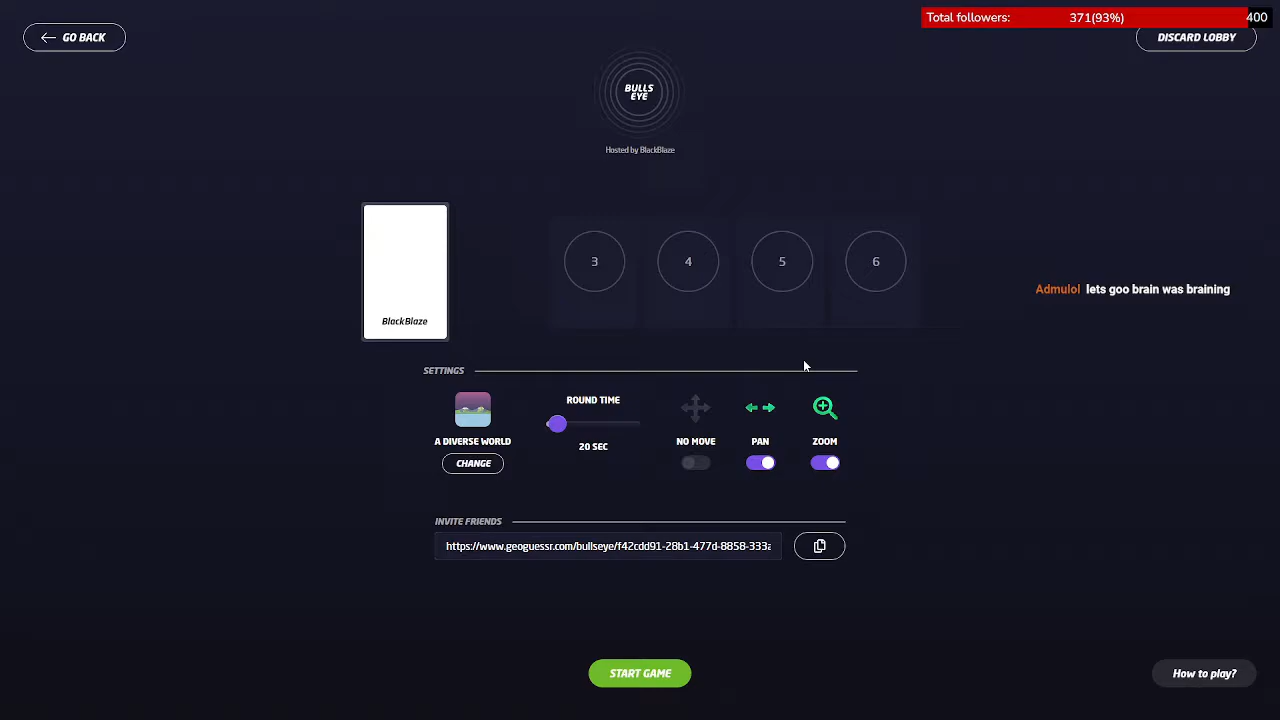 Total followers: 371(93%) 400
GO BACK
DISCARD LOBBY
BULLS
EYE
Hosted by BlackBlaze
3 4 5 6
Admulol lets goo brain was braining
BlackBlaze
SETTINGS
ROUND TIME
A DIVERSE WORLD
20 SEC
NO MOVE PAN ZOOM
CHANGE
INVITE FRIENDS
https://www.geoguessr.com/bullseye/f42cdd91-28b1-477d-8858-333a
START GAME
How to play?